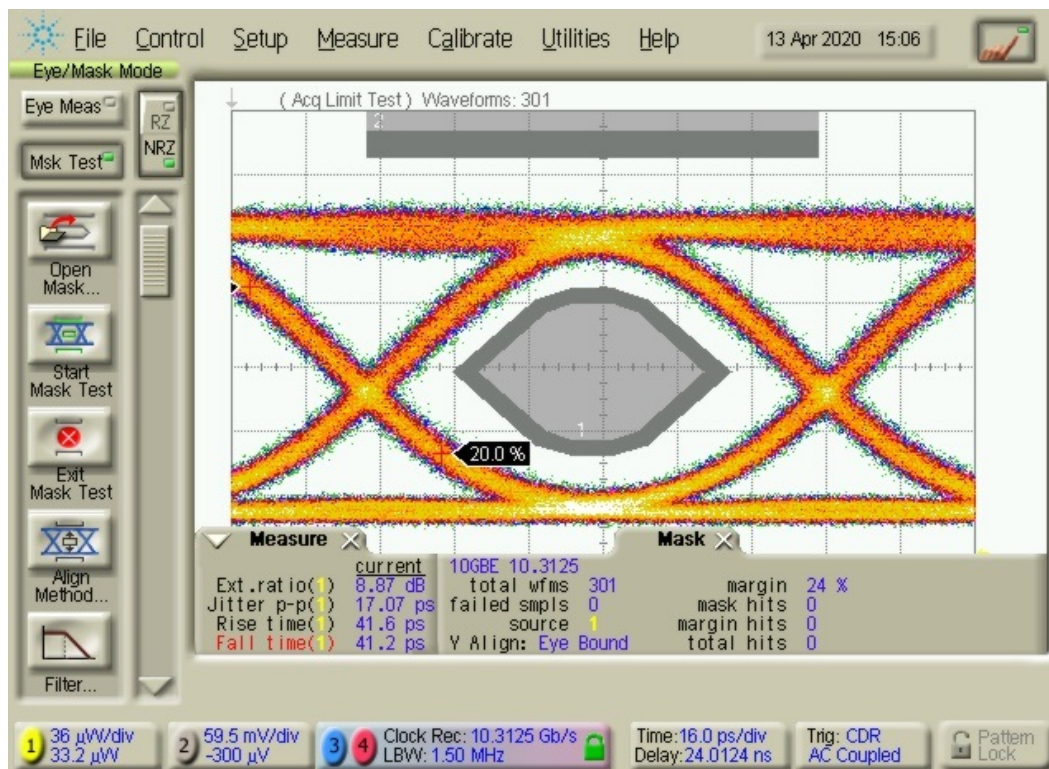 File Control Setup Measure Calibrate Utilities Help 13 Apr 2020 15:06
Eye/Mask Mode
Eye Meas
RZ
NRZ
Msk Test
(Acq Limit Test) Waveforms: 301
2
Open
Mask...
Start
Mask Test
Exit
Mask Test
Align
Method...
Filter...
1
20.0 %
Measure
current
Ext.ratio(1) 8.87 dB
Jitter p-p(1) 17.07 ps
Rise time(1) 41.6 ps
Fall time(1) 41.2 ps
Mask
10GBE 10.3125
total wfms 301 margin 24 %
failed smpls 0 mask hits 0
source 1 margin hits 0
Y Align: Eye Bound total hits 0
1 36 µW/div
33.2 µW
2 59.5 mV/div
-300 µV
3 4 Clock Rec: 10.3125 Gb/s
LBW: 1.50 MHz
Time:16.0 ps/div
Delay:24.0124 ns
Trig: CDR
AC Coupled
Pattern
Lock